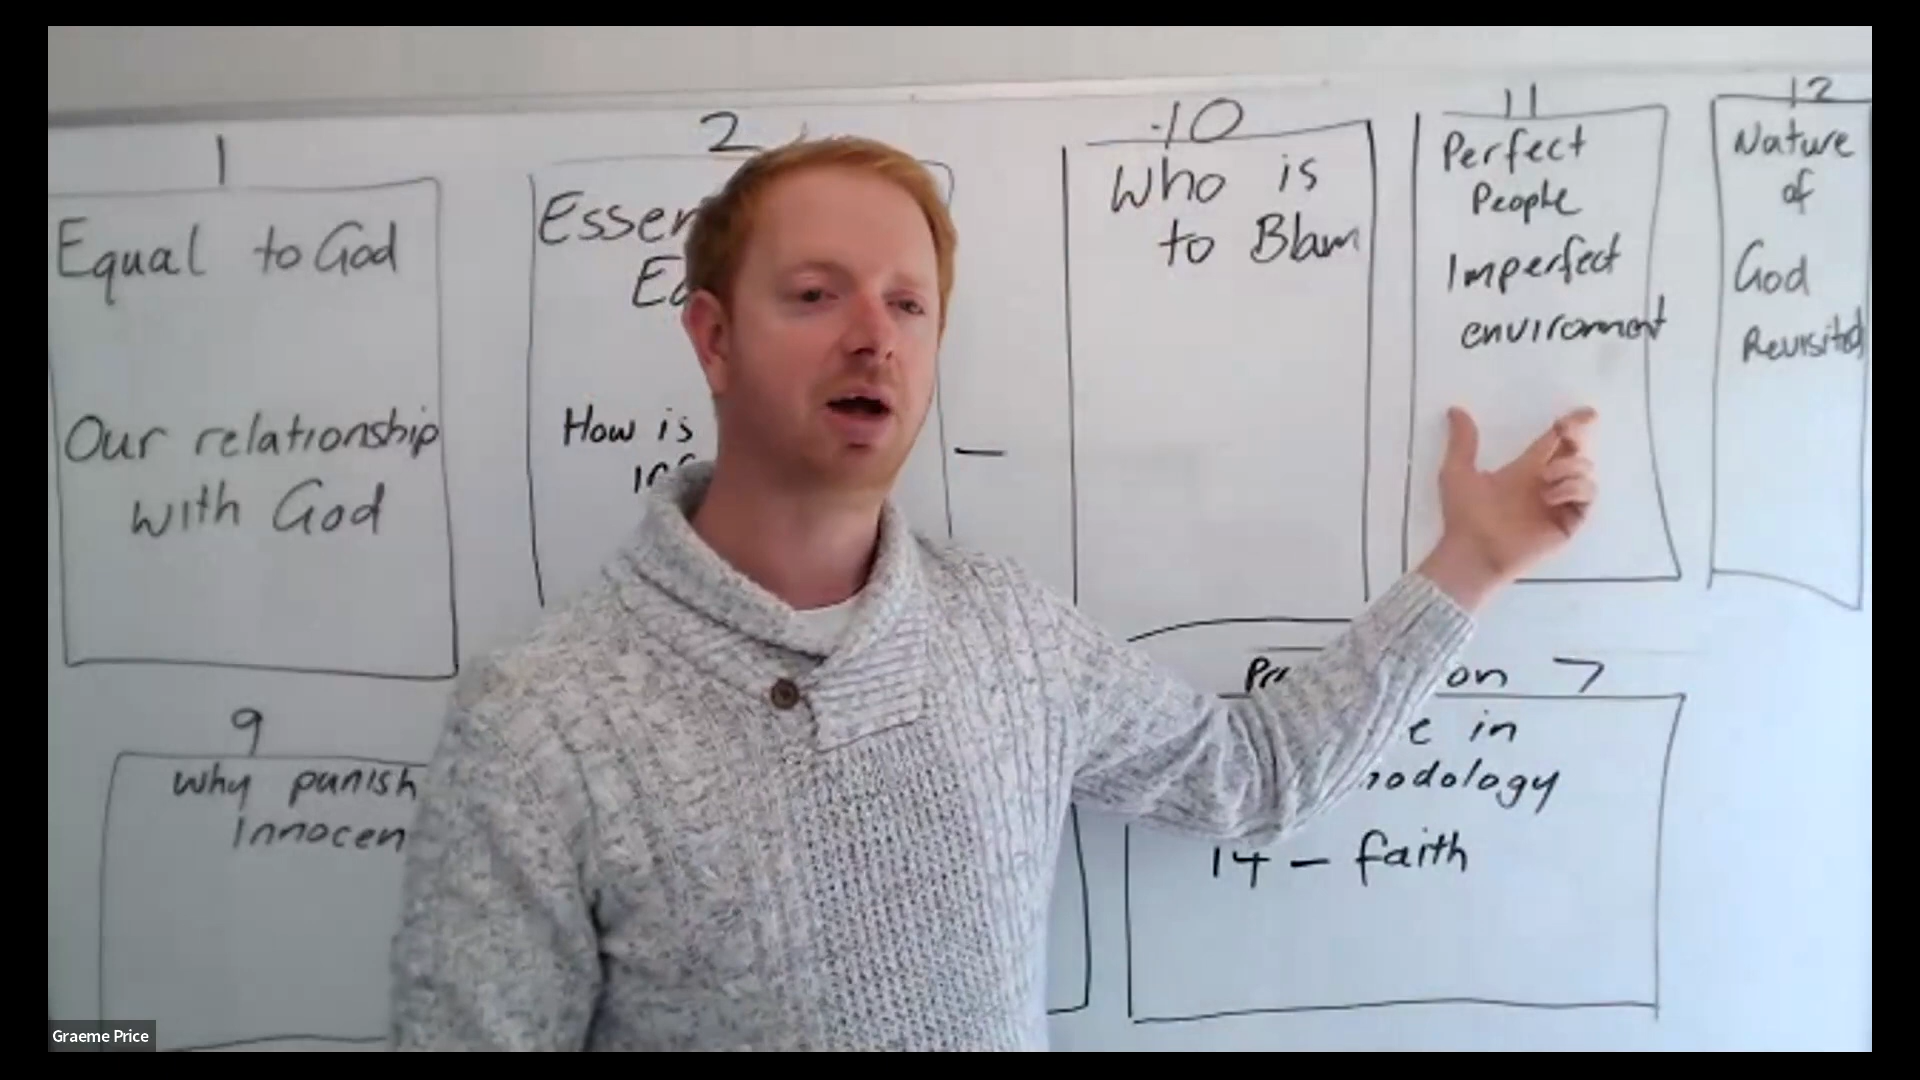 1
Equal to God
Our relationship
with God
2
How is
10
Who is
to Blam
11
Perfect
People
Imperfect
environment
12
Nature
of
God
Revisited
9
Why punish
Innocen
on 7
in
14 - faith
Graeme Price